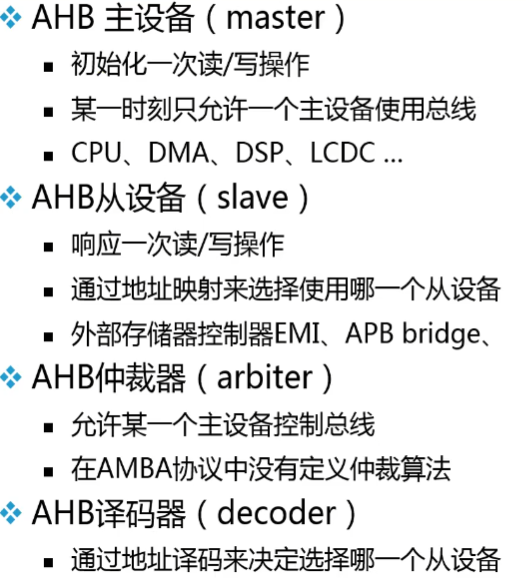 AHB 主设备（master）
初始化一次读/写操作
某一时刻只允许一个主设备使用总线
CPU、DMA、DSP、LCDC ...
AHB从设备（slave）
响应一次读/写操作
通过地址映射来选择使用哪一个从设备
外部存储器控制器EMI、APB bridge、
AHB仲裁器（arbiter）
允许某一个主设备控制总线
在AMBA协议中没有定义仲裁算法
AHB译码器（decoder）
通过地址译码来决定选择哪一个从设备